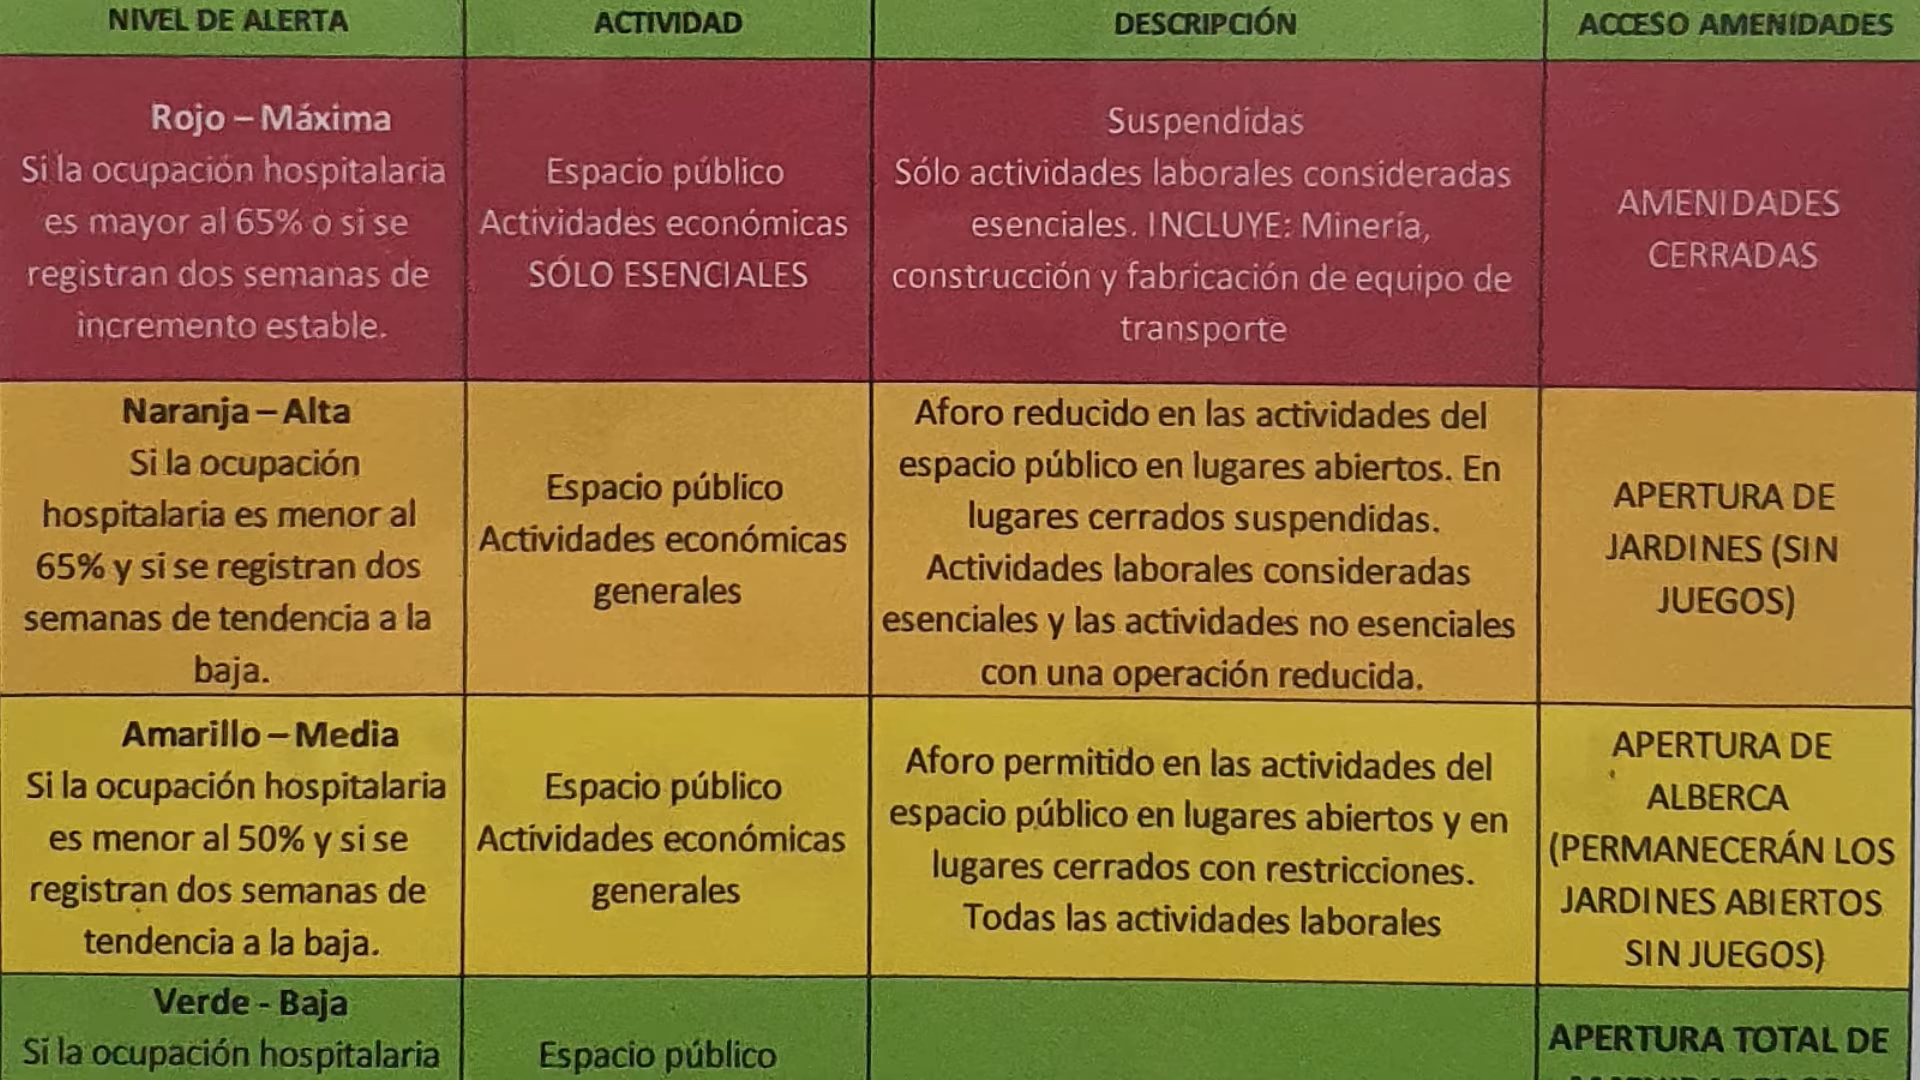 NIVEL DE ALERTA
ACTIVIDAD
DESCRIPCIÓN
ACCESO AMENIDADES
Rojo – Máxima
Si la ocupación hospitalaria
es mayor al 65% o si se
registran dos semanas de
incremento estable.
Espacio público
Actividades económicas
SÓLO ESENCIALES
Suspendidas
Sólo actividades laborales consideradas
esenciales. INCLUYE: Minería,
construcción y fabricación de equipo de
transporte
AMENIDADES
CERRADAS
Naranja – Alta
Si la ocupación
hospitalaria es menor al
65% y si se registran dos
semanas de tendencia a la
baja.
Espacio público
Actividades económicas
generales
Aforo reducido en las actividades del
espacio público en lugares abiertos. En
lugares cerrados suspendidas.
Actividades laborales consideradas
esenciales y las actividades no esenciales
con una operación reducida.
APERTURA DE
JARDINES (SIN
JUEGOS)
Amarillo – Media
Si la ocupación hospitalaria
es menor al 50% y si se
registran dos semanas de
tendencia a la baja.
Espacio público
Actividades económicas
generales
Aforo permitido en las actividades del
espacio público en lugares abiertos y en
lugares cerrados con restricciones.
Todas las actividades laborales
APERTURA DE
ALBERCA
(PERMANECERÁN LOS
JARDINES ABIERTOS
SIN JUEGOS)
Verde - Baja
Si la ocupación hospitalaria
Espacio público
APERTURA TOTAL DE